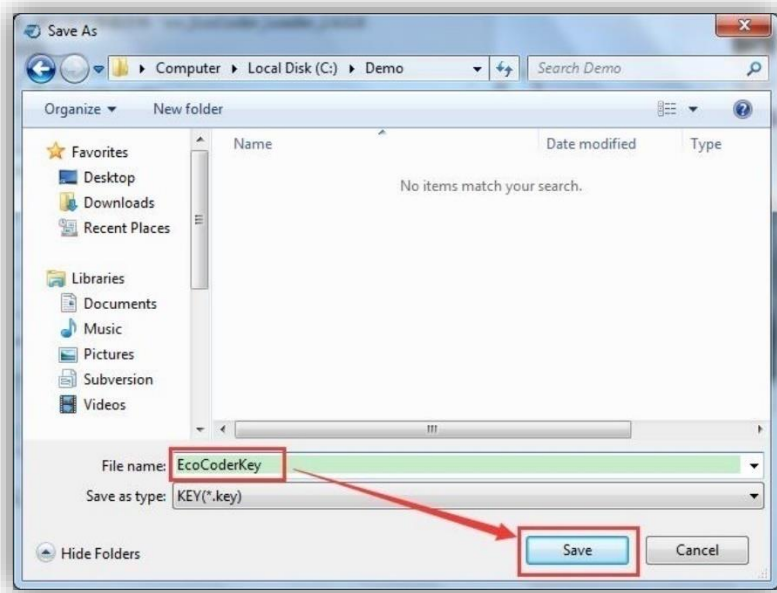 Save As
Computer ▸ Local Disk (C:) ▸ Demo
Search Demo
Organize ▾ New folder
Name Date modified Type
Favorites
Desktop
Downloads
Recent Places
Libraries
Documents
Music
Pictures
Subversion
Videos
No items match your search.
File name: EcoCoderKey
Save as type: KEY(*.key)
Hide Folders
Save Cancel